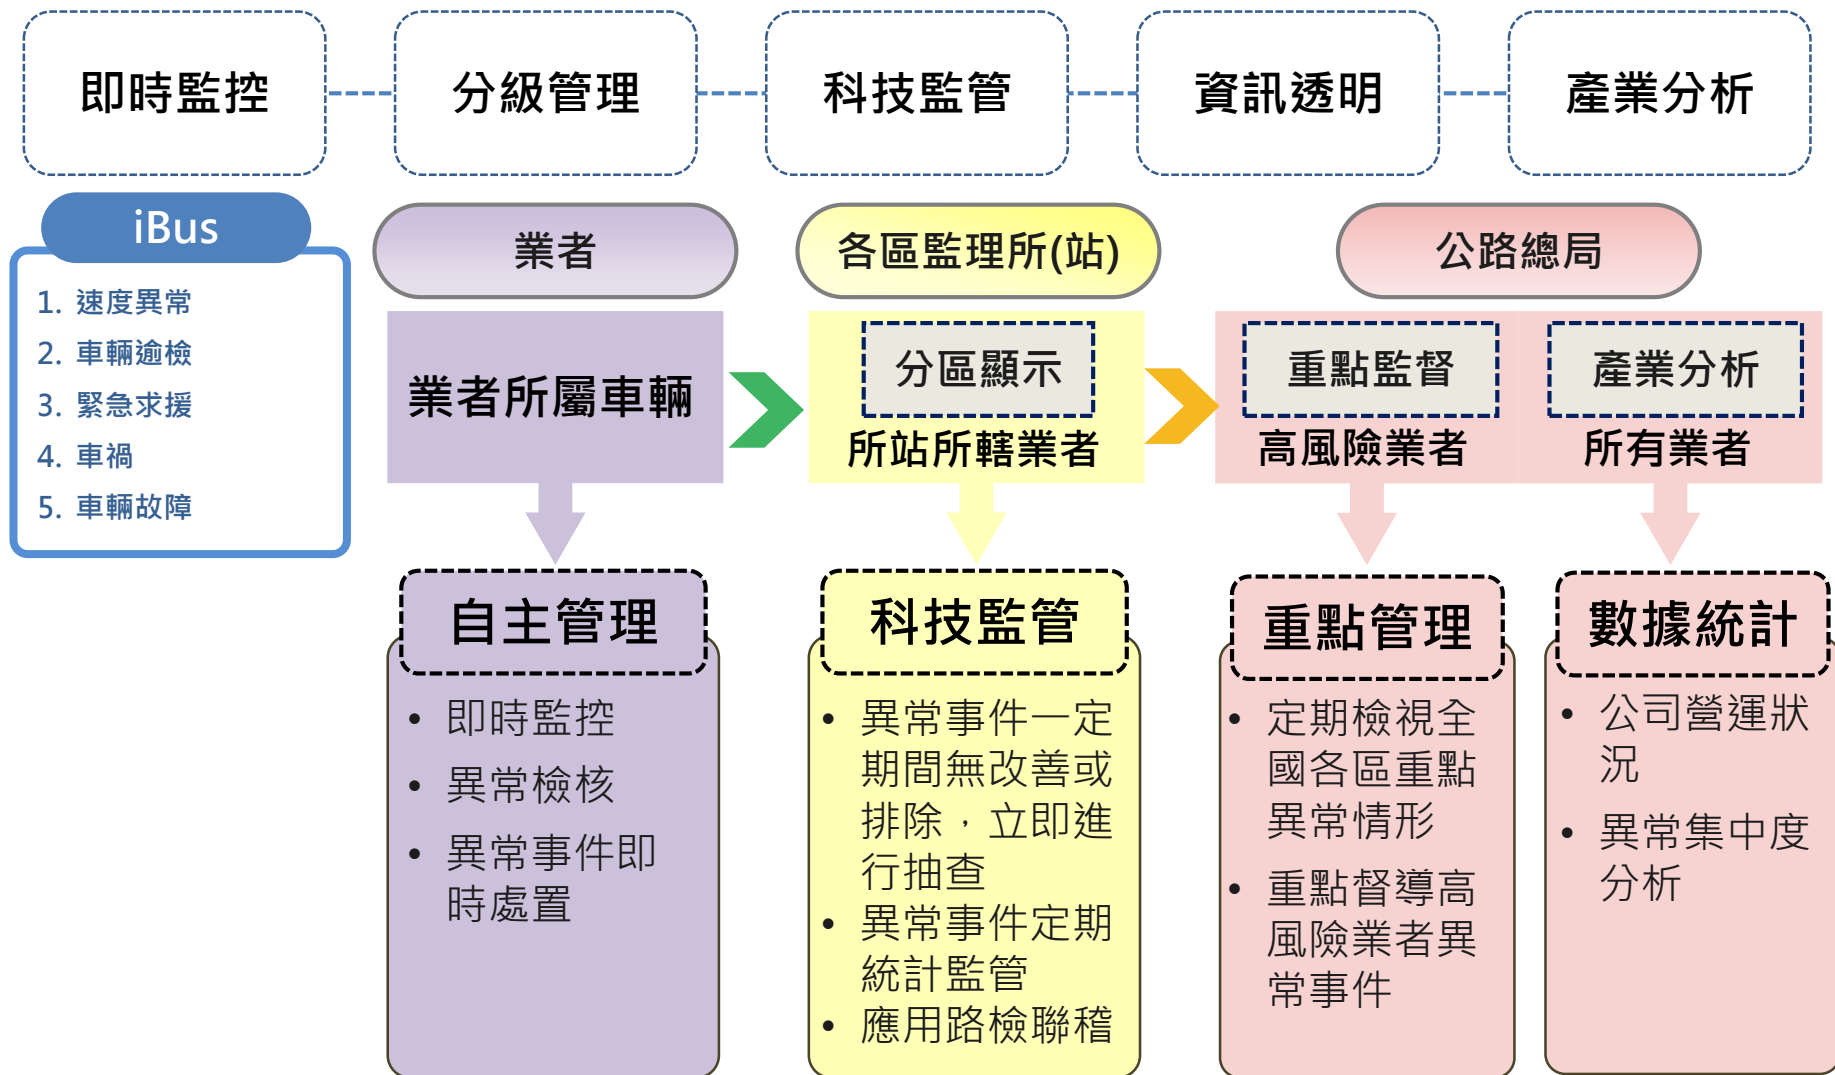 即時監控
分級管理
科技監管
資訊透明
產業分析
iBus
1. 速度異常
2. 車輛逾檢
3. 緊急求援
4. 車禍
5. 車輛故障
業者
業者所屬車輛
自主管理
• 即時監控
• 異常檢核
• 異常事件即
時處置
各區監理所(站)
分區顯示
所站所轄業者
科技監管
• 異常事件一定
期間無改善或
排除，立即進
行抽查
• 異常事件定期
統計監管
• 應用路檢聯稽
公路總局
重點監督
高風險業者
重點管理
• 定期檢視全
國各區重點
異常情形
• 重點督導高
風險業者異
常事件
產業分析
所有業者
數據統計
• 公司營運狀
況
• 異常集中度
分析